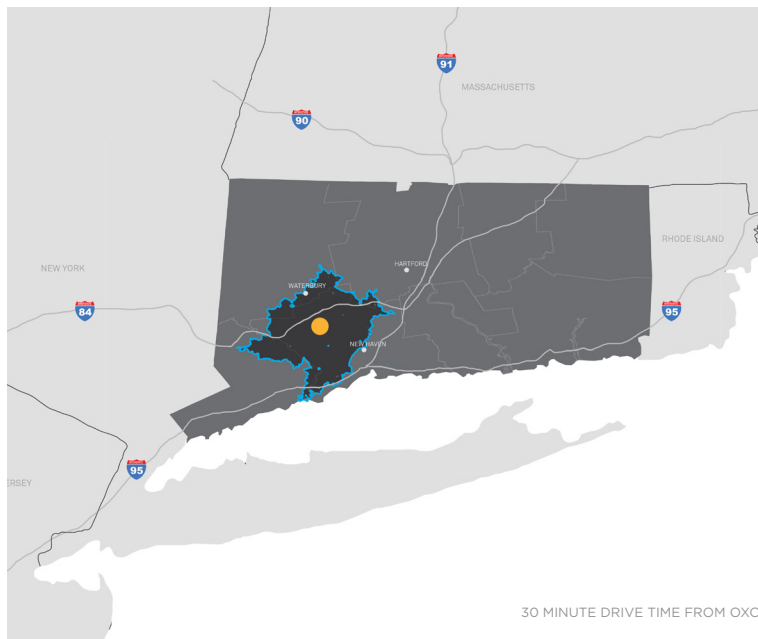 91
MASSACHUSETTS
90
RHODE ISLAND
HARTFORD
NEW YORK
WATERBURY
84
95
NEW HAVEN
95
ERSEY
30 MINUTE DRIVE TIME FROM OXO